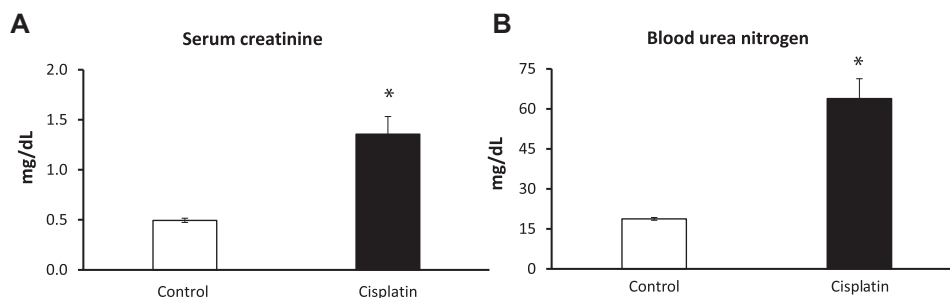 A
Serum creatinine
mg/dL
2.0
1.5
1.0
0.5
0.0
*
Control
Cisplatin
B
Blood urea nitrogen
mg/dL
75
60
45
30
15
0
*
Control
Cisplatin